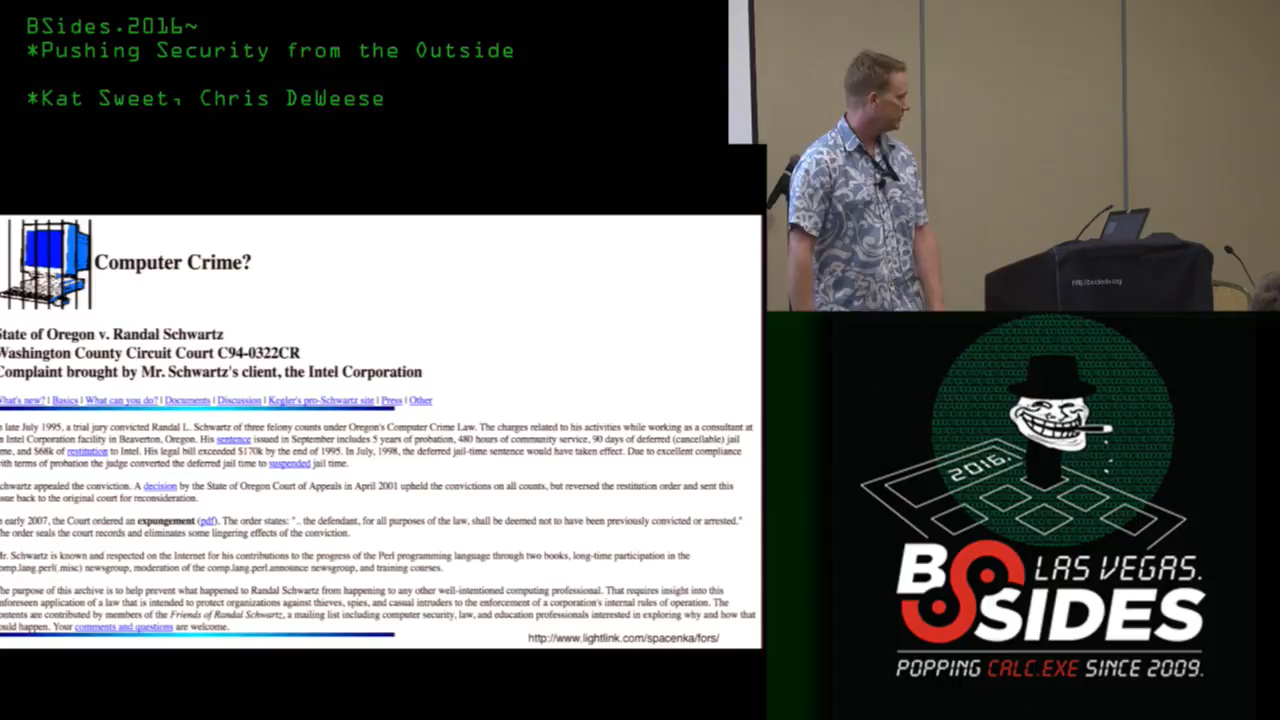 BSides.2016~
*Pushing Security from the Outside
*Kat Sweet, Chris DeWeese
Computer Crime?
State of Oregon v. Randal Schwartz
Washington County Circuit Court C94-0322CR
Complaint brought by Mr. Schwartz's client, the Intel Corporation
What's new? | Basics | What can you do? | Documents | Discussion | Kegler's pro-Schwartz site | Press | Other
n late July 1995, a trial jury convicted Randal L. Schwartz of three felony counts under Oregon's Computer Crime Law. The charges related to his activities while working as a consultant at
n Intel Corporation facility in Beaverton, Oregon. His sentence issued in September includes 5 years of probation, 480 hours of community service, 90 days of deferred (cancellable) jail
me, and $68k of restitution to Intel. His legal bill exceeded $170k by the end of 1995. In July, 1998, the deferred jail-time sentence would have taken effect. Due to excellent compliance
with terms of probation the judge converted the deferred jail time to suspended jail time.
chwartz appealed the conviction. A decision by the State of Oregon Court of Appeals in April 2001 upheld the convictions on all counts, but reversed the restitution order and sent this
ssue back to the original court for reconsideration.
n early 2007, the Court ordered an expungement (pdf). The order states: ".. the defendant, for all purposes of the law, shall be deemed not to have been previously convicted or arrested."
he order seals the court records and eliminates some lingering effects of the conviction.
Mr. Schwartz is known and respected on the Internet for his contributions to the progress of the Perl programming language through two books, long-time participation in the
omp.lang.perl(.misc) newsgroup, moderation of the comp.lang.perl.announce newsgroup, and training courses.
he purpose of this archive is to help prevent what happened to Randal Schwartz from happening to any other well-intentioned computing professional. That requires insight into this
nforeseen application of a law that is intended to protect organizations against thieves, spies, and casual intruders to the enforcement of a corporation's internal rules of operation. The
ontents are contributed by members of the Friends of Randal Schwartz, a mailing list including computer security, law, and education professionals interested in exploring why and how that
ould happen. Your comments and questions are welcome.
http://www.lightlink.com/spacenka/fors/
2016.
BSIDES
LAS VEGAS.
POPPING CALC.EXE SINCE 2009.